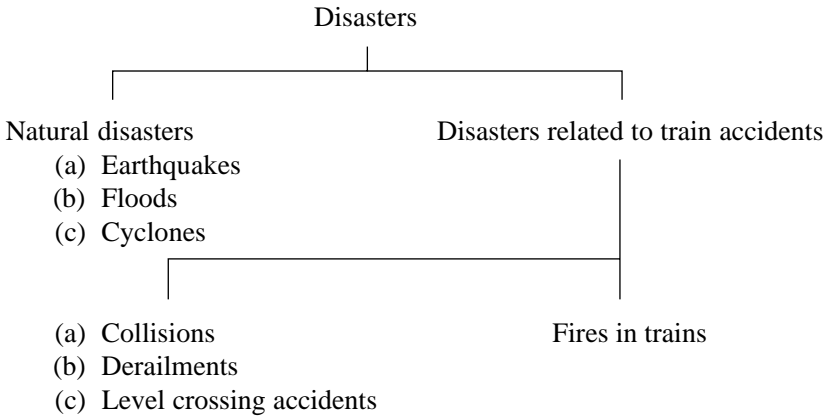 Disasters
Natural disasters
(a) Earthquakes
(b) Floods
(c) Cyclones
Disasters related to train accidents
(a) Collisions
(b) Derailments
(c) Level crossing accidents
Fires in trains